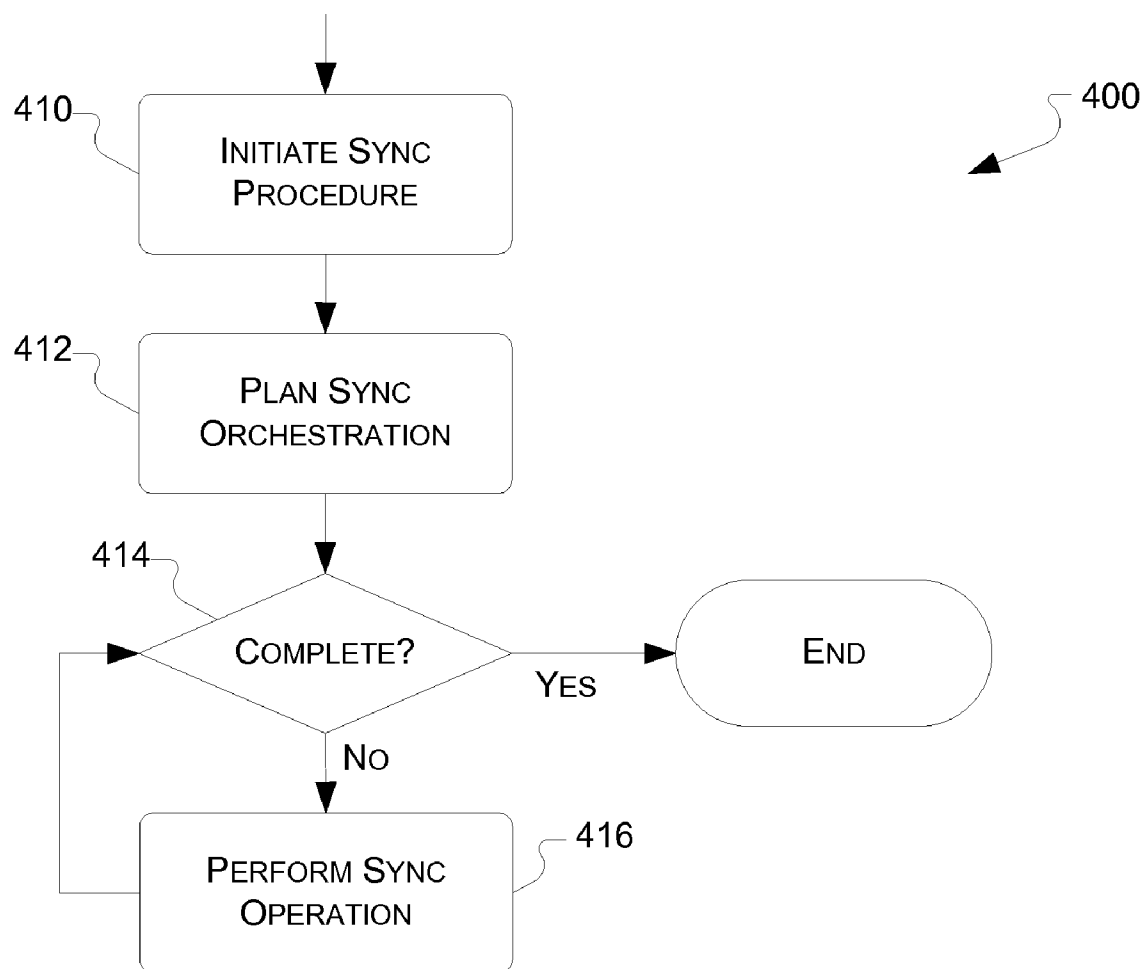 410
400
INITIATE SYNC
PROCEDURE
412
PLAN SYNC
ORCHESTRATION
414
COMPLETE?
END
YES
NO
416
PERFORM SYNC
OPERATION